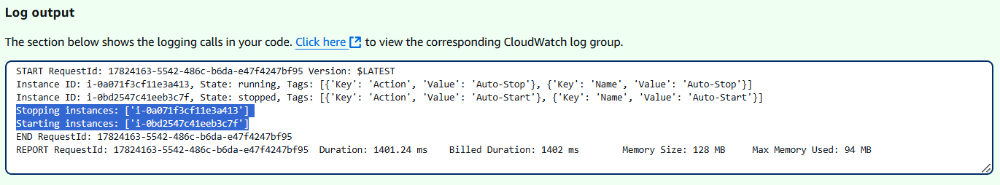 Log output
The section below shows the logging calls in your code. Click here to view the corresponding CloudWatch log group.
START RequestId: 17824163-5542-486c-b6da-e47f4247bf95 Version: $LATEST
Instance ID: i-0a071f3cf11e3a413, State: running, Tags: [{'Key': 'Action', 'Value': 'Auto-Stop'}, {'Key': 'Name', 'Value': 'Auto-Stop'}]
Instance ID: i-0bd2547c41eeb3c7f, State: stopped, Tags: [{'Key': 'Action', 'Value': 'Auto-Start'}, {'Key': 'Name', 'Value': 'Auto-Start'}]
Stopping instances: ['i-0a071f3cf11e3a413']
Starting instances: ['i-0bd2547c41eeb3c7f']
END RequestId: 17824163-5542-486c-b6da-e47f4247bf95
REPORT RequestId: 17824163-5542-486c-b6da-e47f4247bf95 Duration: 1401.24 ms Billed Duration: 1402 ms Memory Size: 128 MB Max Memory Used: 94 MB